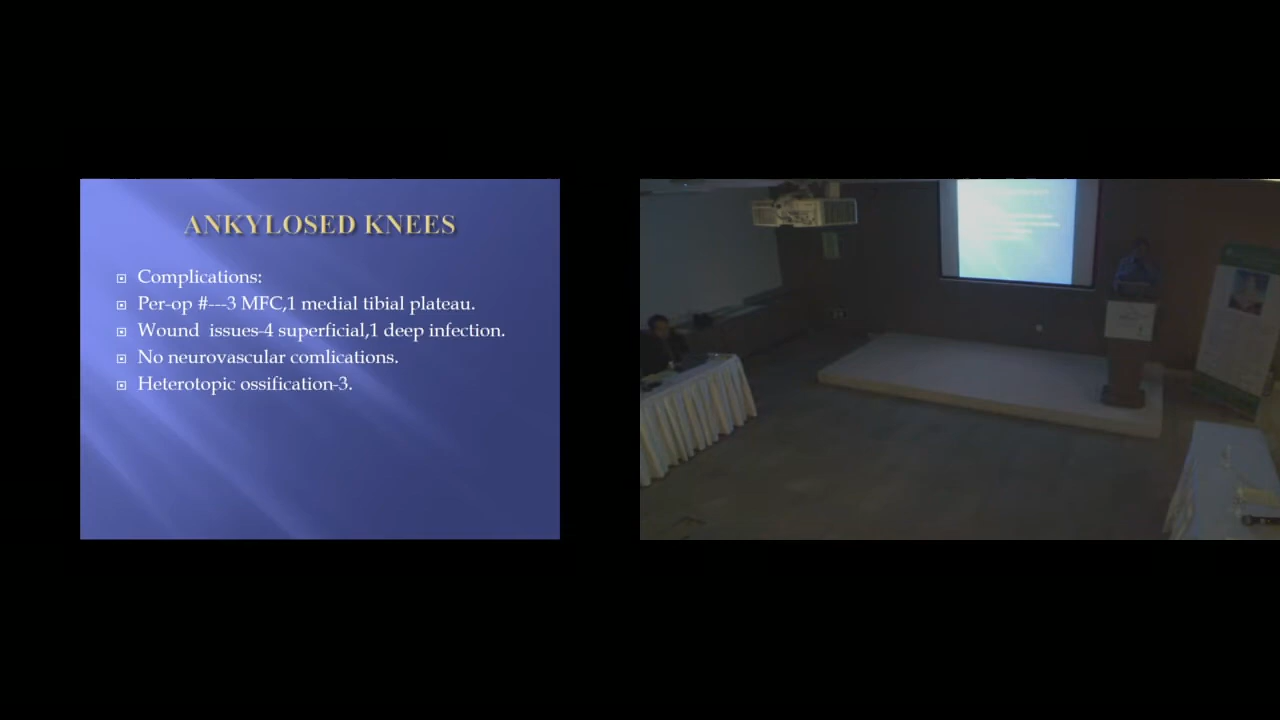 ANKYLOSED KNEES
Complications:
Per-op #---3 MFC,1 medial tibial plateau.
Wound issues-4 superficial,1 deep infection.
No neurovascular comlications.
Heterotopic ossification-3.